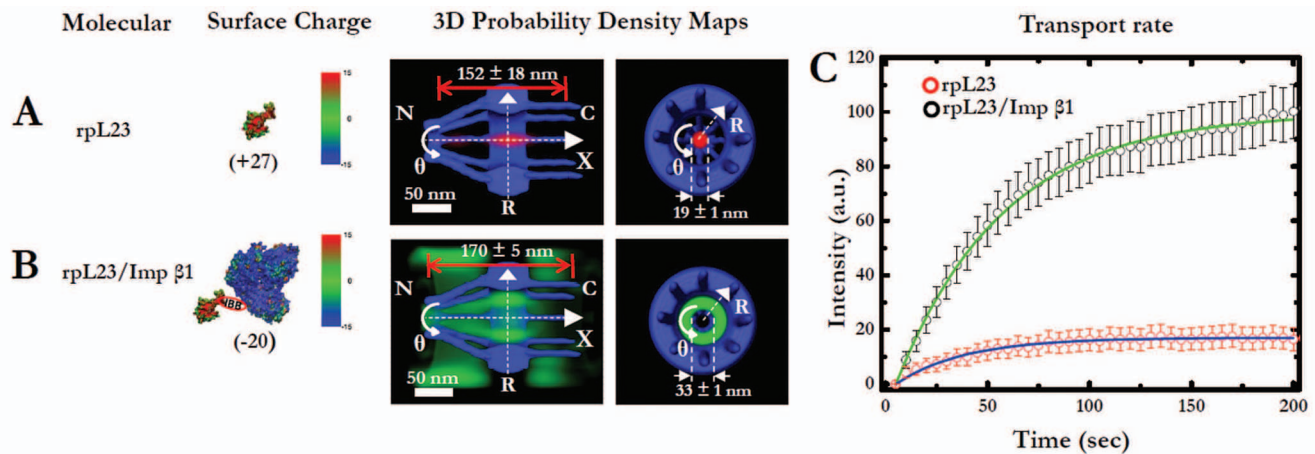 Molecular Surface Charge 3D Probability Density Maps Transport rate
A
rpL23
(+27)
15
0
-15
152 ± 18 nm
N
C
θ
X
R
50 nm
R
θ
19 ± 1 nm
B
rpL23/Imp β1
IBB
(-20)
15
0
-15
170 ± 5 nm
N
C
θ
X
R
50 nm
R
θ
33 ± 1 nm
C
rpL23
rpL23/Imp β1
Intensity (a.u.)
120
100
80
60
40
20
0
0 50 100 150 200
Time (sec)